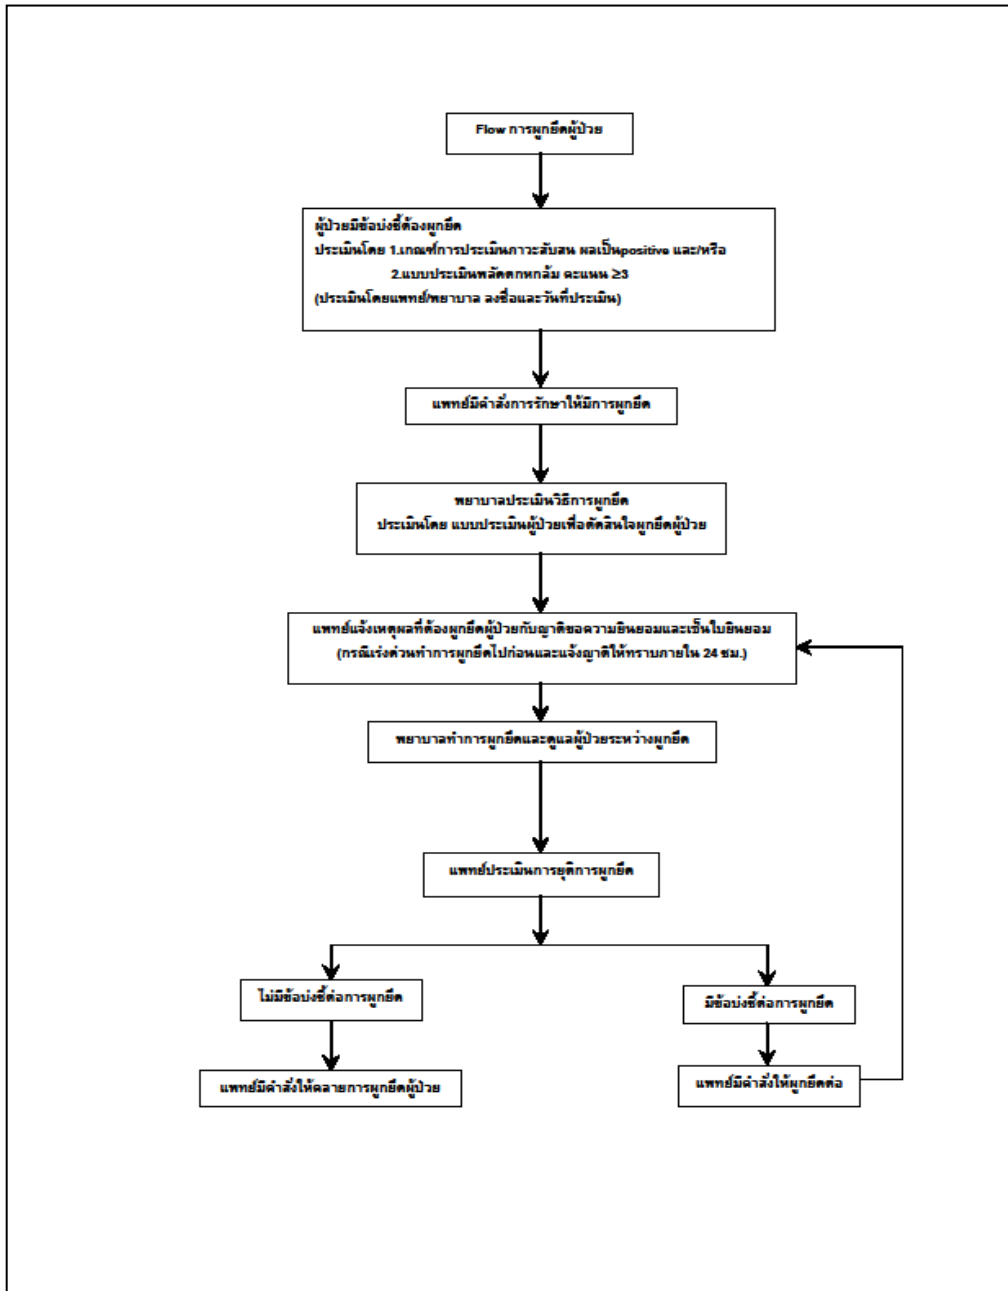 Flow การผูกยึดผู้ป่วย
ผู้ป่วยมีข้อบ่งชี้ต้องผูกยึด
ประเมินโดย 1.เกณฑ์การประเมินภาวะสับสน ผลเป็นpositive และ/หรือ
2.แบบประเมินพลัดตกหกล้ม คะแนน ≥3
(ประเมินโดยแพทย์/พยาบาล ลงชื่อและวันที่ประเมิน)
แพทย์มีคำสั่งการรักษาให้มีการผูกยึด
พยาบาลประเมินวิธีการผูกยึด
ประเมินโดย แบบประเมินผู้ป่วยเพื่อตัดสินใจผูกยึดผู้ป่วย
แพทย์แจ้งเหตุผลที่ต้องผูกยึดผู้ป่วยกับญาติขอความยินยอมและเซ็นใบยินยอม
(กรณีเร่งด่วนทำการผูกยึดไปก่อนและแจ้งญาติให้ทราบภายใน 24 ชม.)
พยาบาลทำการผูกยึดและดูแลผู้ป่วยระหว่างผูกยึด
แพทย์ประเมินการยุติการผูกยึด
ไม่มีข้อบ่งชี้ต่อการผูกยึด
มีข้อบ่งชี้ต่อการผูกยึด
แพทย์มีคำสั่งให้คลายการผูกยึดผู้ป่วย
แพทย์มีคำสั่งให้ผูกยึดต่อ